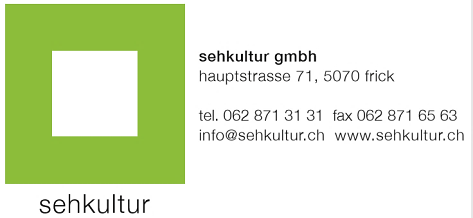 sehkultur gmbh
hauptstrasse 71, 5070 frick
tel. 062 871 31 31 fax 062 871 65 63
info@sehkultur.ch www.sehkultur.ch
sehkultur